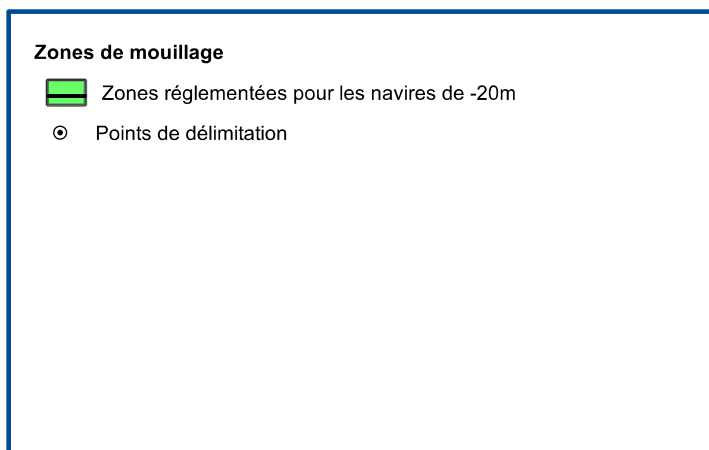 Zones de mouillage
Zones réglementées pour les navires de -20m
Points de délimitation